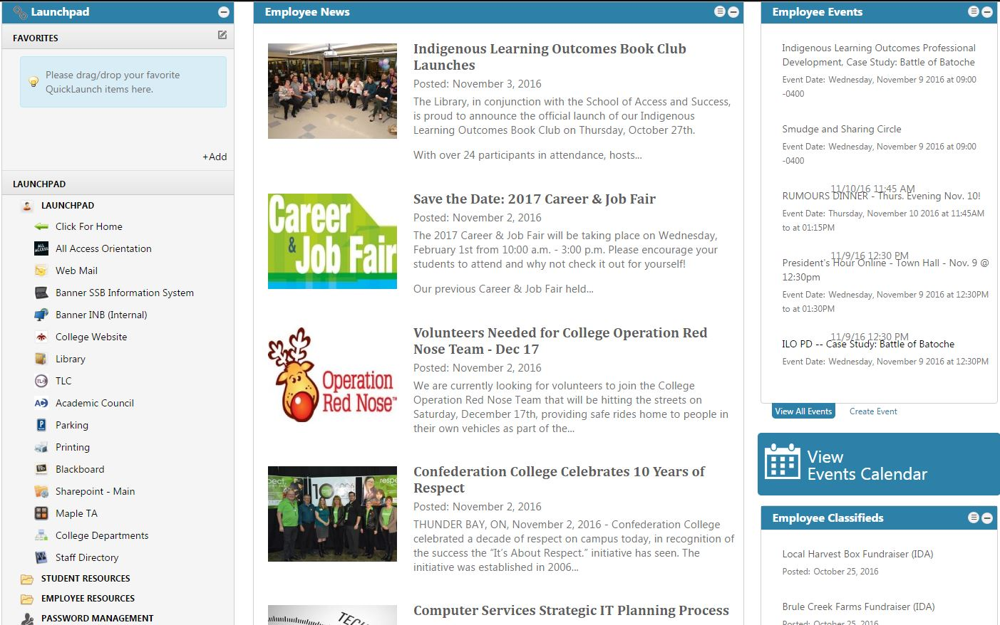 Launchpad
FAVORITES
Please drag/drop your favorite
QuickLaunch items here.
+Add
LAUNCHPAD
LAUNCHPAD
Click For Home
ALL
ACCESS
All Access Orientation
Web Mail
Banner SSB Information System
Banner INB (Internal)
College Website
Library
TLC
Academic Council
Parking
Printing
Bb
Blackboard
Sharepoint - Main
Maple TA
College Departments
Staff Directory
STUDENT RESOURCES
EMPLOYEE RESOURCES
PASSWORD MANAGEMENT
Employee News
Indigenous Learning Outcomes Book Club
Launches
Posted: November 3, 2016
The Library, in conjunction with the School of Access and Success,
is proud to announce the official launch of our Indigenous
Learning Outcomes Book Club on Thursday, October 27th.
With over 24 participants in attendance, hosts...
Career
& Job Fair
Save the Date: 2017 Career & Job Fair
Posted: November 2, 2016
The 2017 Career & Job Fair will be taking place on Wednesday,
February 1st from 10:00 a.m. - 3:00 p.m. Please encourage your
students to attend and why not check it out for yourself!
Our previous Career & Job Fair held...
Operation
Red Nose™
Volunteers Needed for College Operation Red
Nose Team - Dec 17
Posted: November 2, 2016
We are currently looking for volunteers to join the College
Operation Red Nose Team that will be hitting the streets on
Saturday, December 17th, providing safe rides home to people in
their own vehicles as part of the...
Confederation College Celebrates 10 Years of
Respect
Posted: November 2, 2016
THUNDER BAY, ON, November 2, 2016 - Confederation College
celebrated a decade of respect on campus today, in recognition of
the success the “It’s About Respect.” initiative has seen. The
initiative was established in 2006...
TECH
Computer Services Strategic IT Planning Process
Employee Events
Indigenous Learning Outcomes Professional
Development, Case Study: Battle of Batoche
Event Date: Wednesday, November 9 2016 at 09:00
-0400
Smudge and Sharing Circle
Event Date: Wednesday, November 9 2016 at 09:00
-0400
11/10/16 11:45 AM
RUMOURS DINNER - Thurs. Evening Nov. 10!
Event Date: Thursday, November 10 2016 at 11:45AM
to at 01:15PM
11/9/16 12:30 PM
President's Hour Online - Town Hall - Nov. 9 @
12:30pm
Event Date: Wednesday, November 9 2016 at 12:30PM
to at 01:30PM
11/9/16 12:30 PM
ILO PD -- Case Study: Battle of Batoche
Event Date: Wednesday, November 9 2016 at 12:30PM
View All Events
Create Event
View
Events Calendar
Employee Classifieds
Local Harvest Box Fundraiser (IDA)
Posted: October 25, 2016
Brule Creek Farms Fundraiser (IDA)
Posted: October 25, 2016